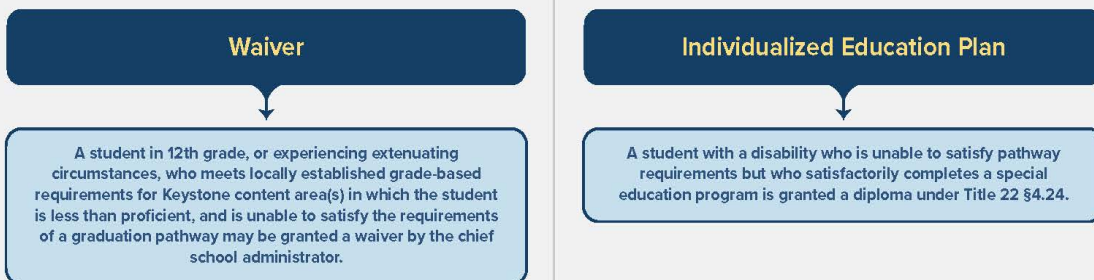 Waiver
A student in 12th grade, or experiencing extenuating
circumstances, who meets locally established grade-based
requirements for Keystone content area(s) in which the student
is less than proficient, and is unable to satisfy the requirements
of a graduation pathway may be granted a waiver by the chief
school administrator.
Individualized Education Plan
A student with a disability who is unable to satisfy pathway
requirements but who satisfactorily completes a special
education program is granted a diploma under Title 22 §4.24.